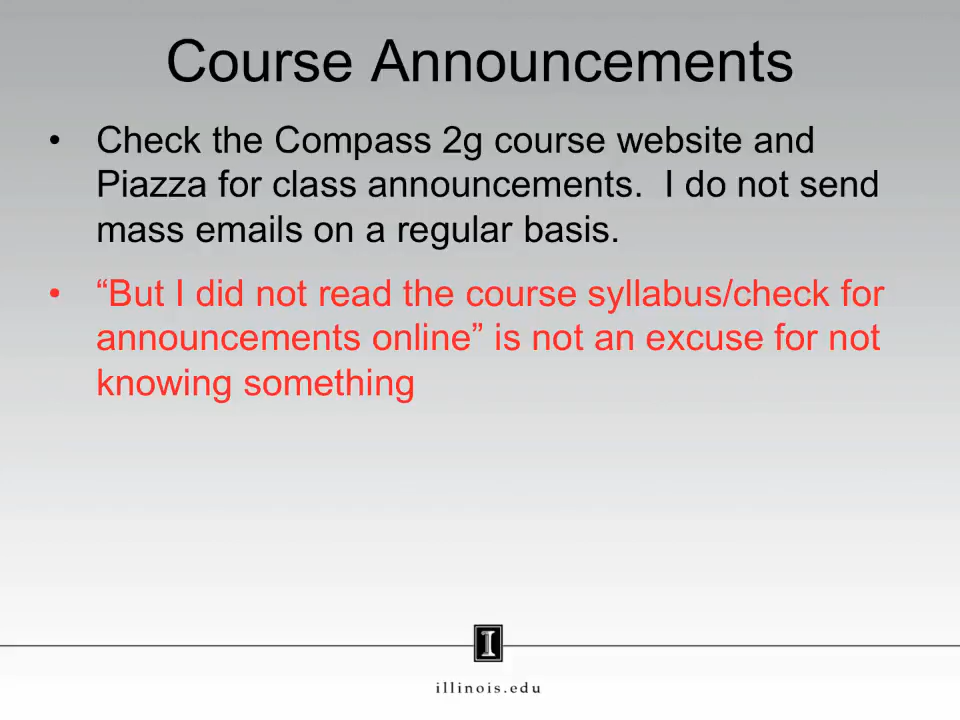 Course Announcements
• Check the Compass 2g course website and
Piazza for class announcements.  I do not send
mass emails on a regular basis.
• “But I did not read the course syllabus/check for
announcements online” is not an excuse for not
knowing something
I
illinois.edu